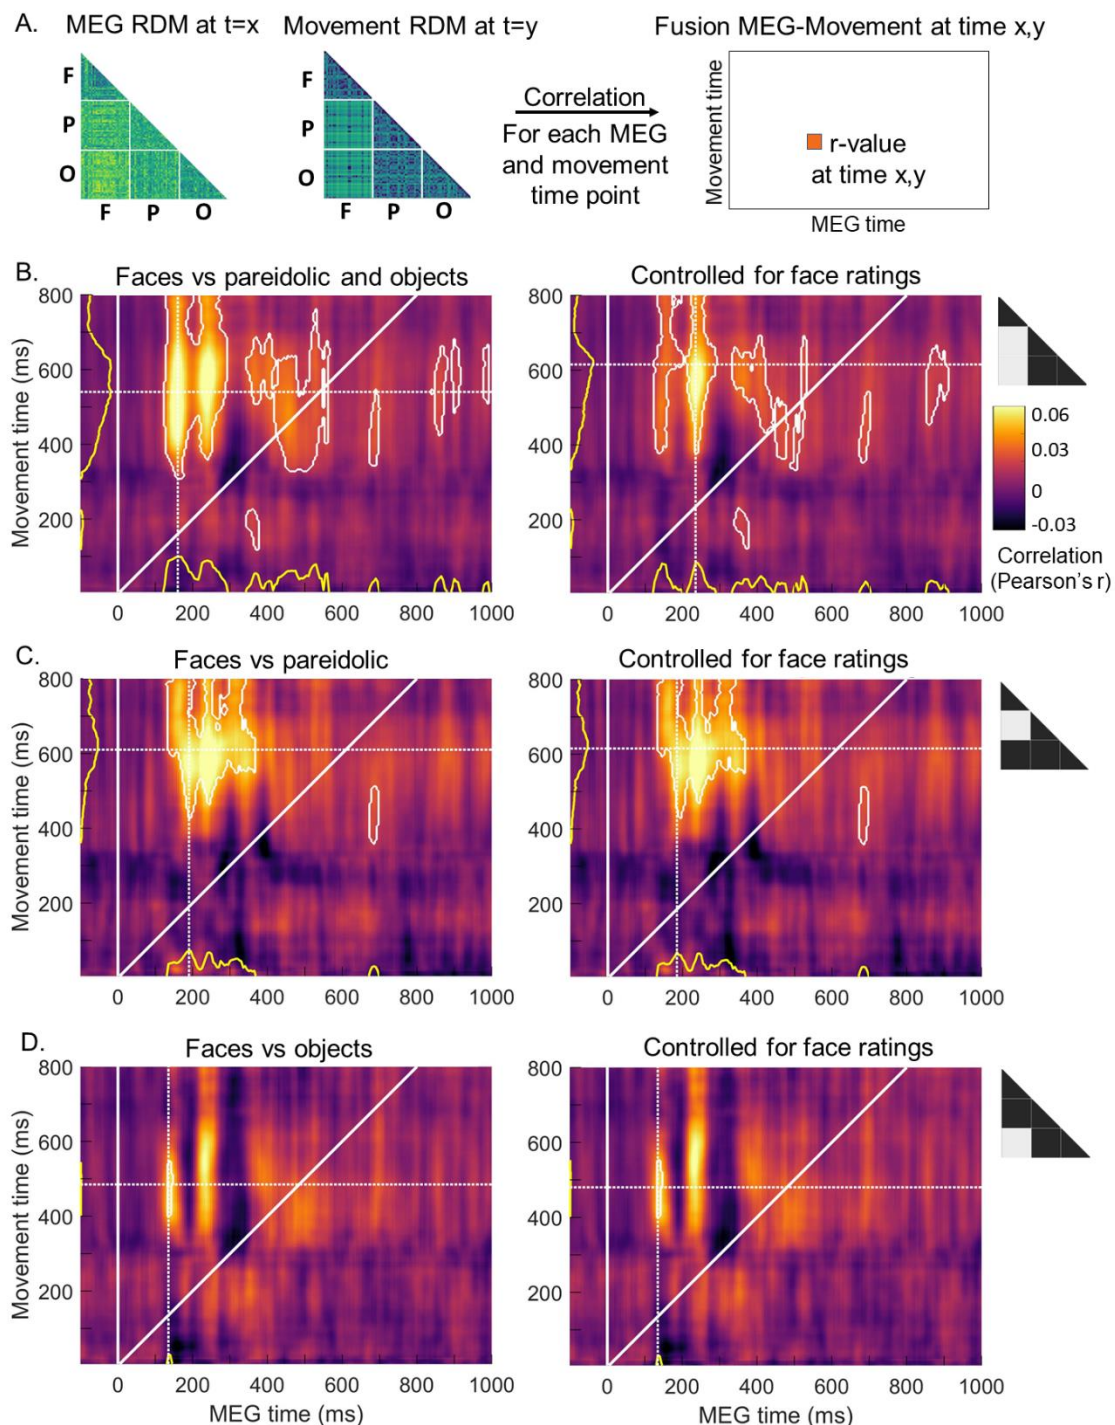 A. MEG RDM at t=x Movement RDM at t=y Fusion MEG-Movement at time x,y
F
P
O
F P O
F
P
O
F P O
Correlation
For each MEG
and movement
time point
Movement time
r-value
at time x,y
MEG time
B. Faces vs pareidolic and objects Controlled for face ratings
Movement time (ms)
800
600
400
200
0 200 400 600 800 1000
0 200 400 600 800 1000
0.06
0.03
0
-0.03
Correlation
(Pearson's r)
C. Faces vs pareidolic Controlled for face ratings
Movement time (ms)
800
600
400
200
800
600
400
200
0 200 400 600 800 1000
0 200 400 600 800 1000
D. Faces vs objects Controlled for face ratings
Movement time (ms)
800
600
400
200
800
600
400
200
0 200 400 600 800 1000
0 200 400 600 800 1000
MEG time (ms) MEG time (ms)